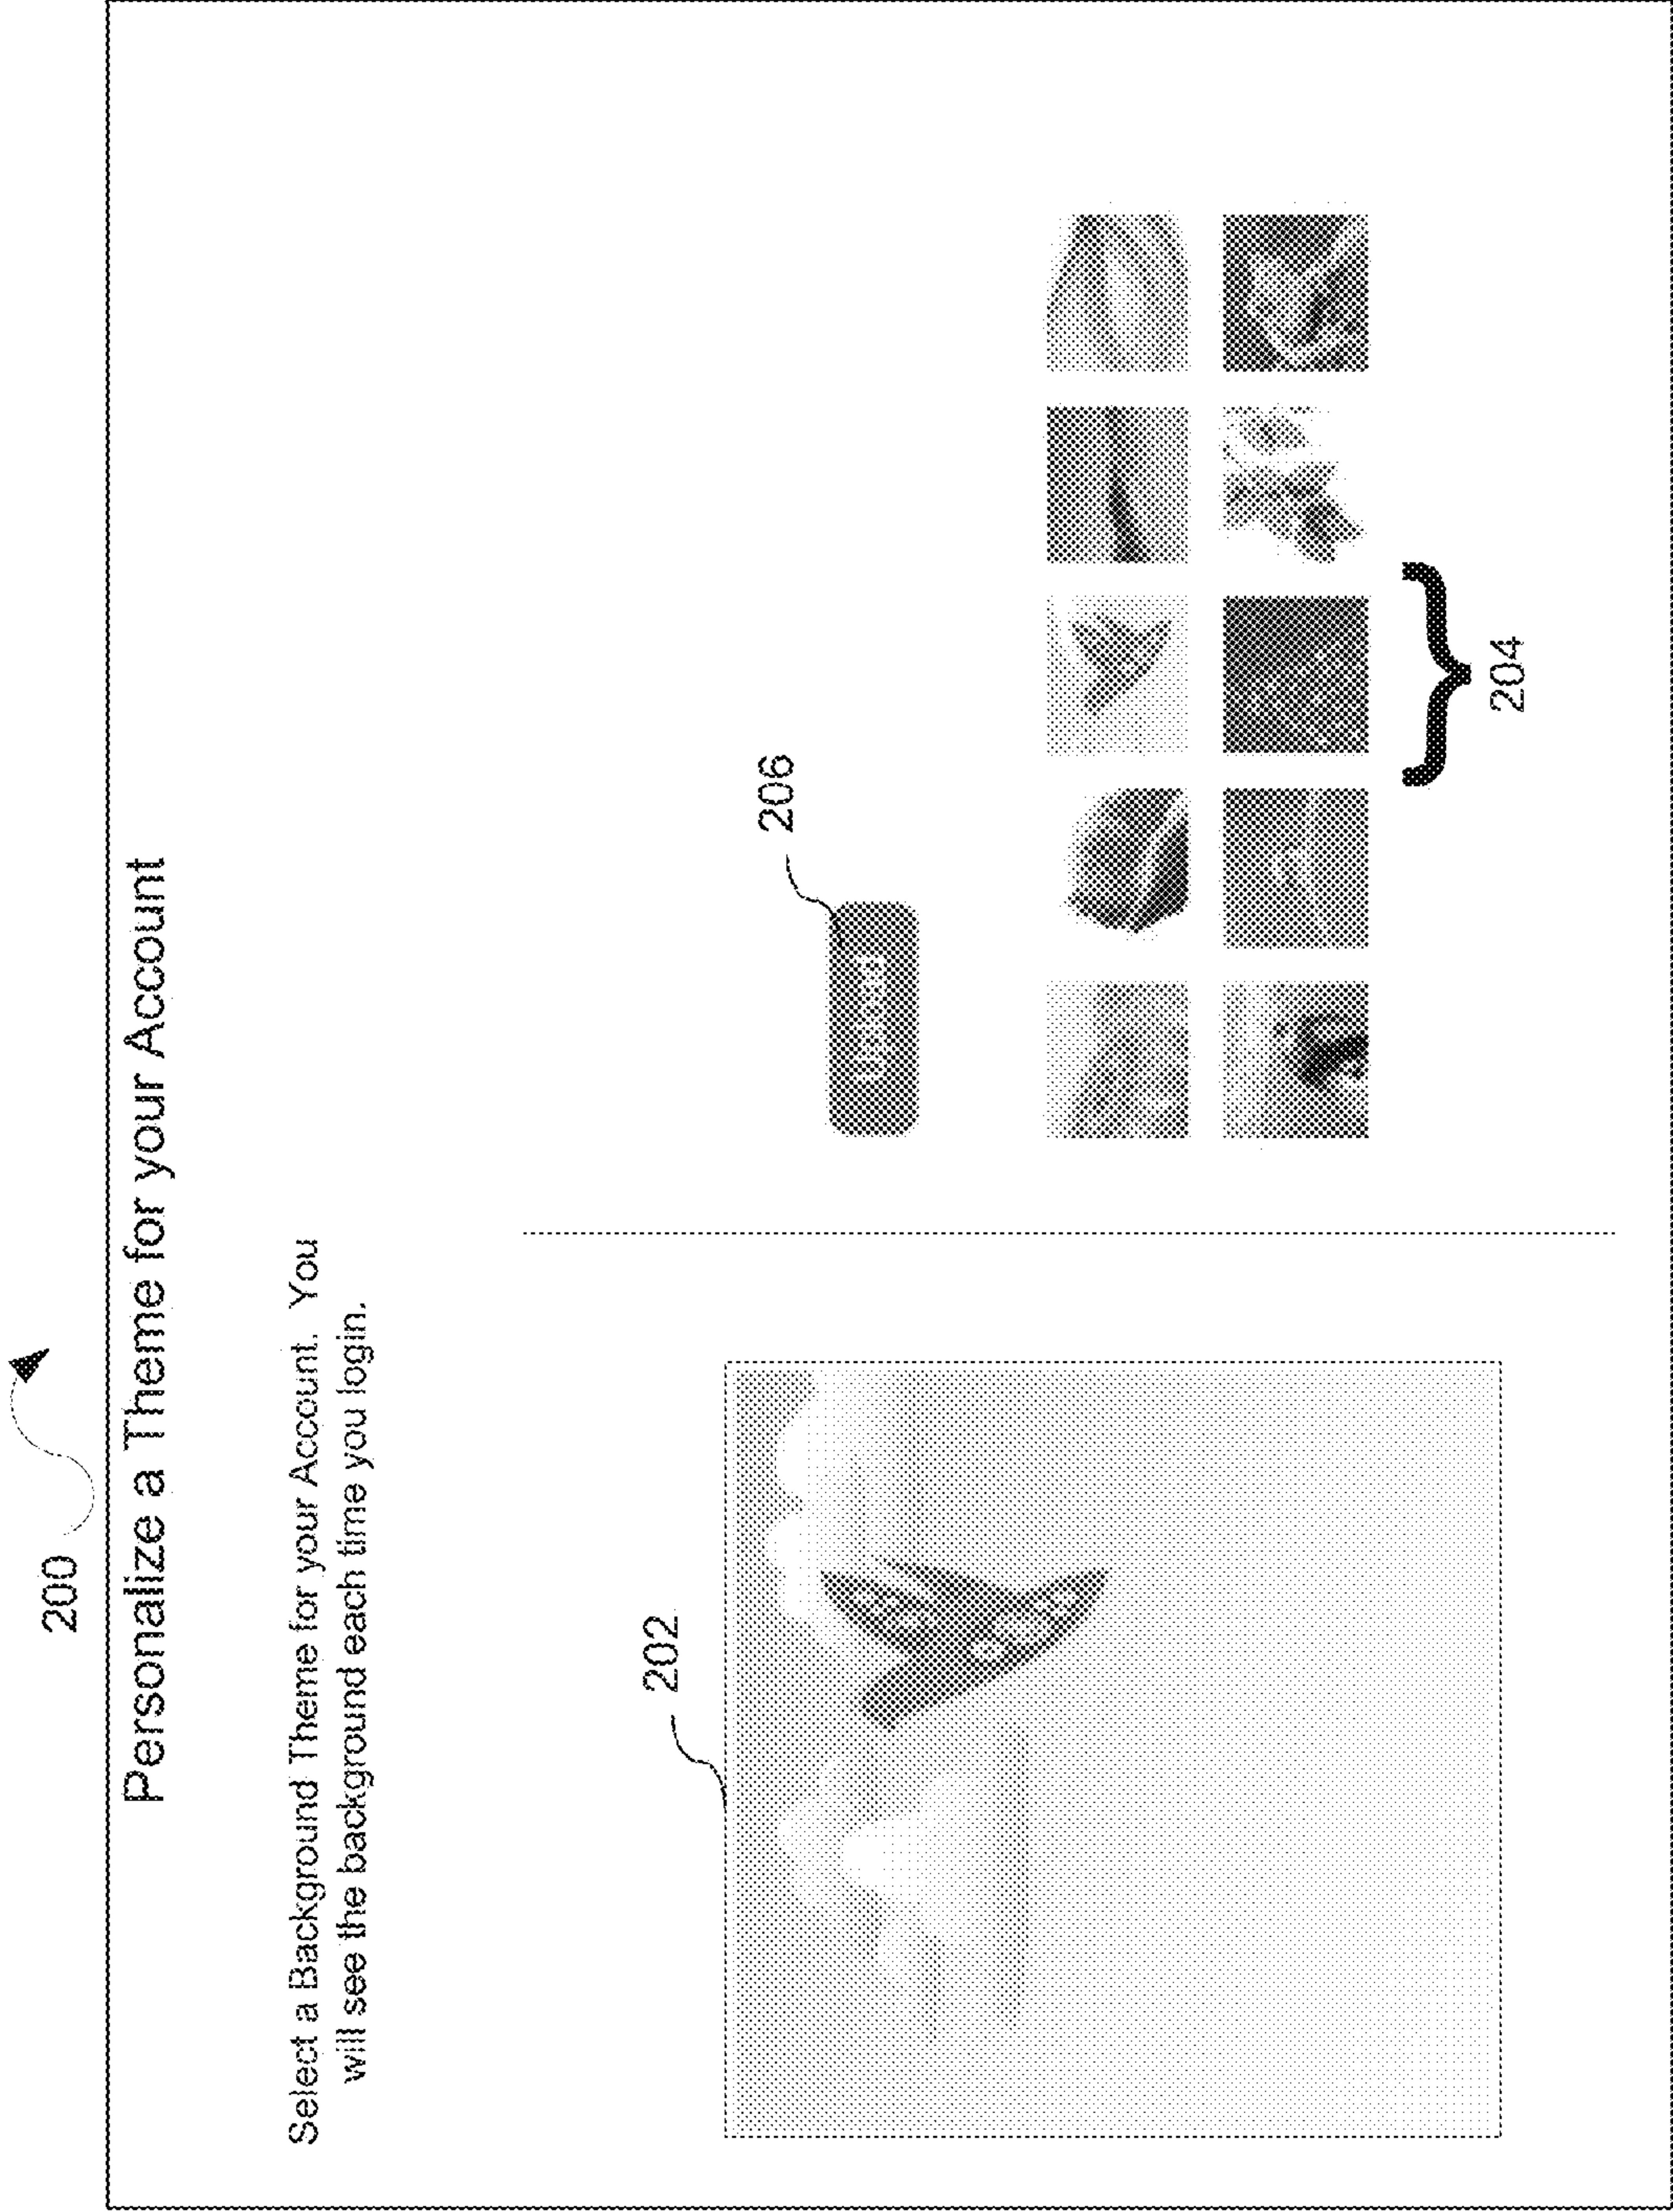 200
Personalize a Theme for your Account
Select a Background Theme for your Account. You
will see the background each time you login.
202
206
204